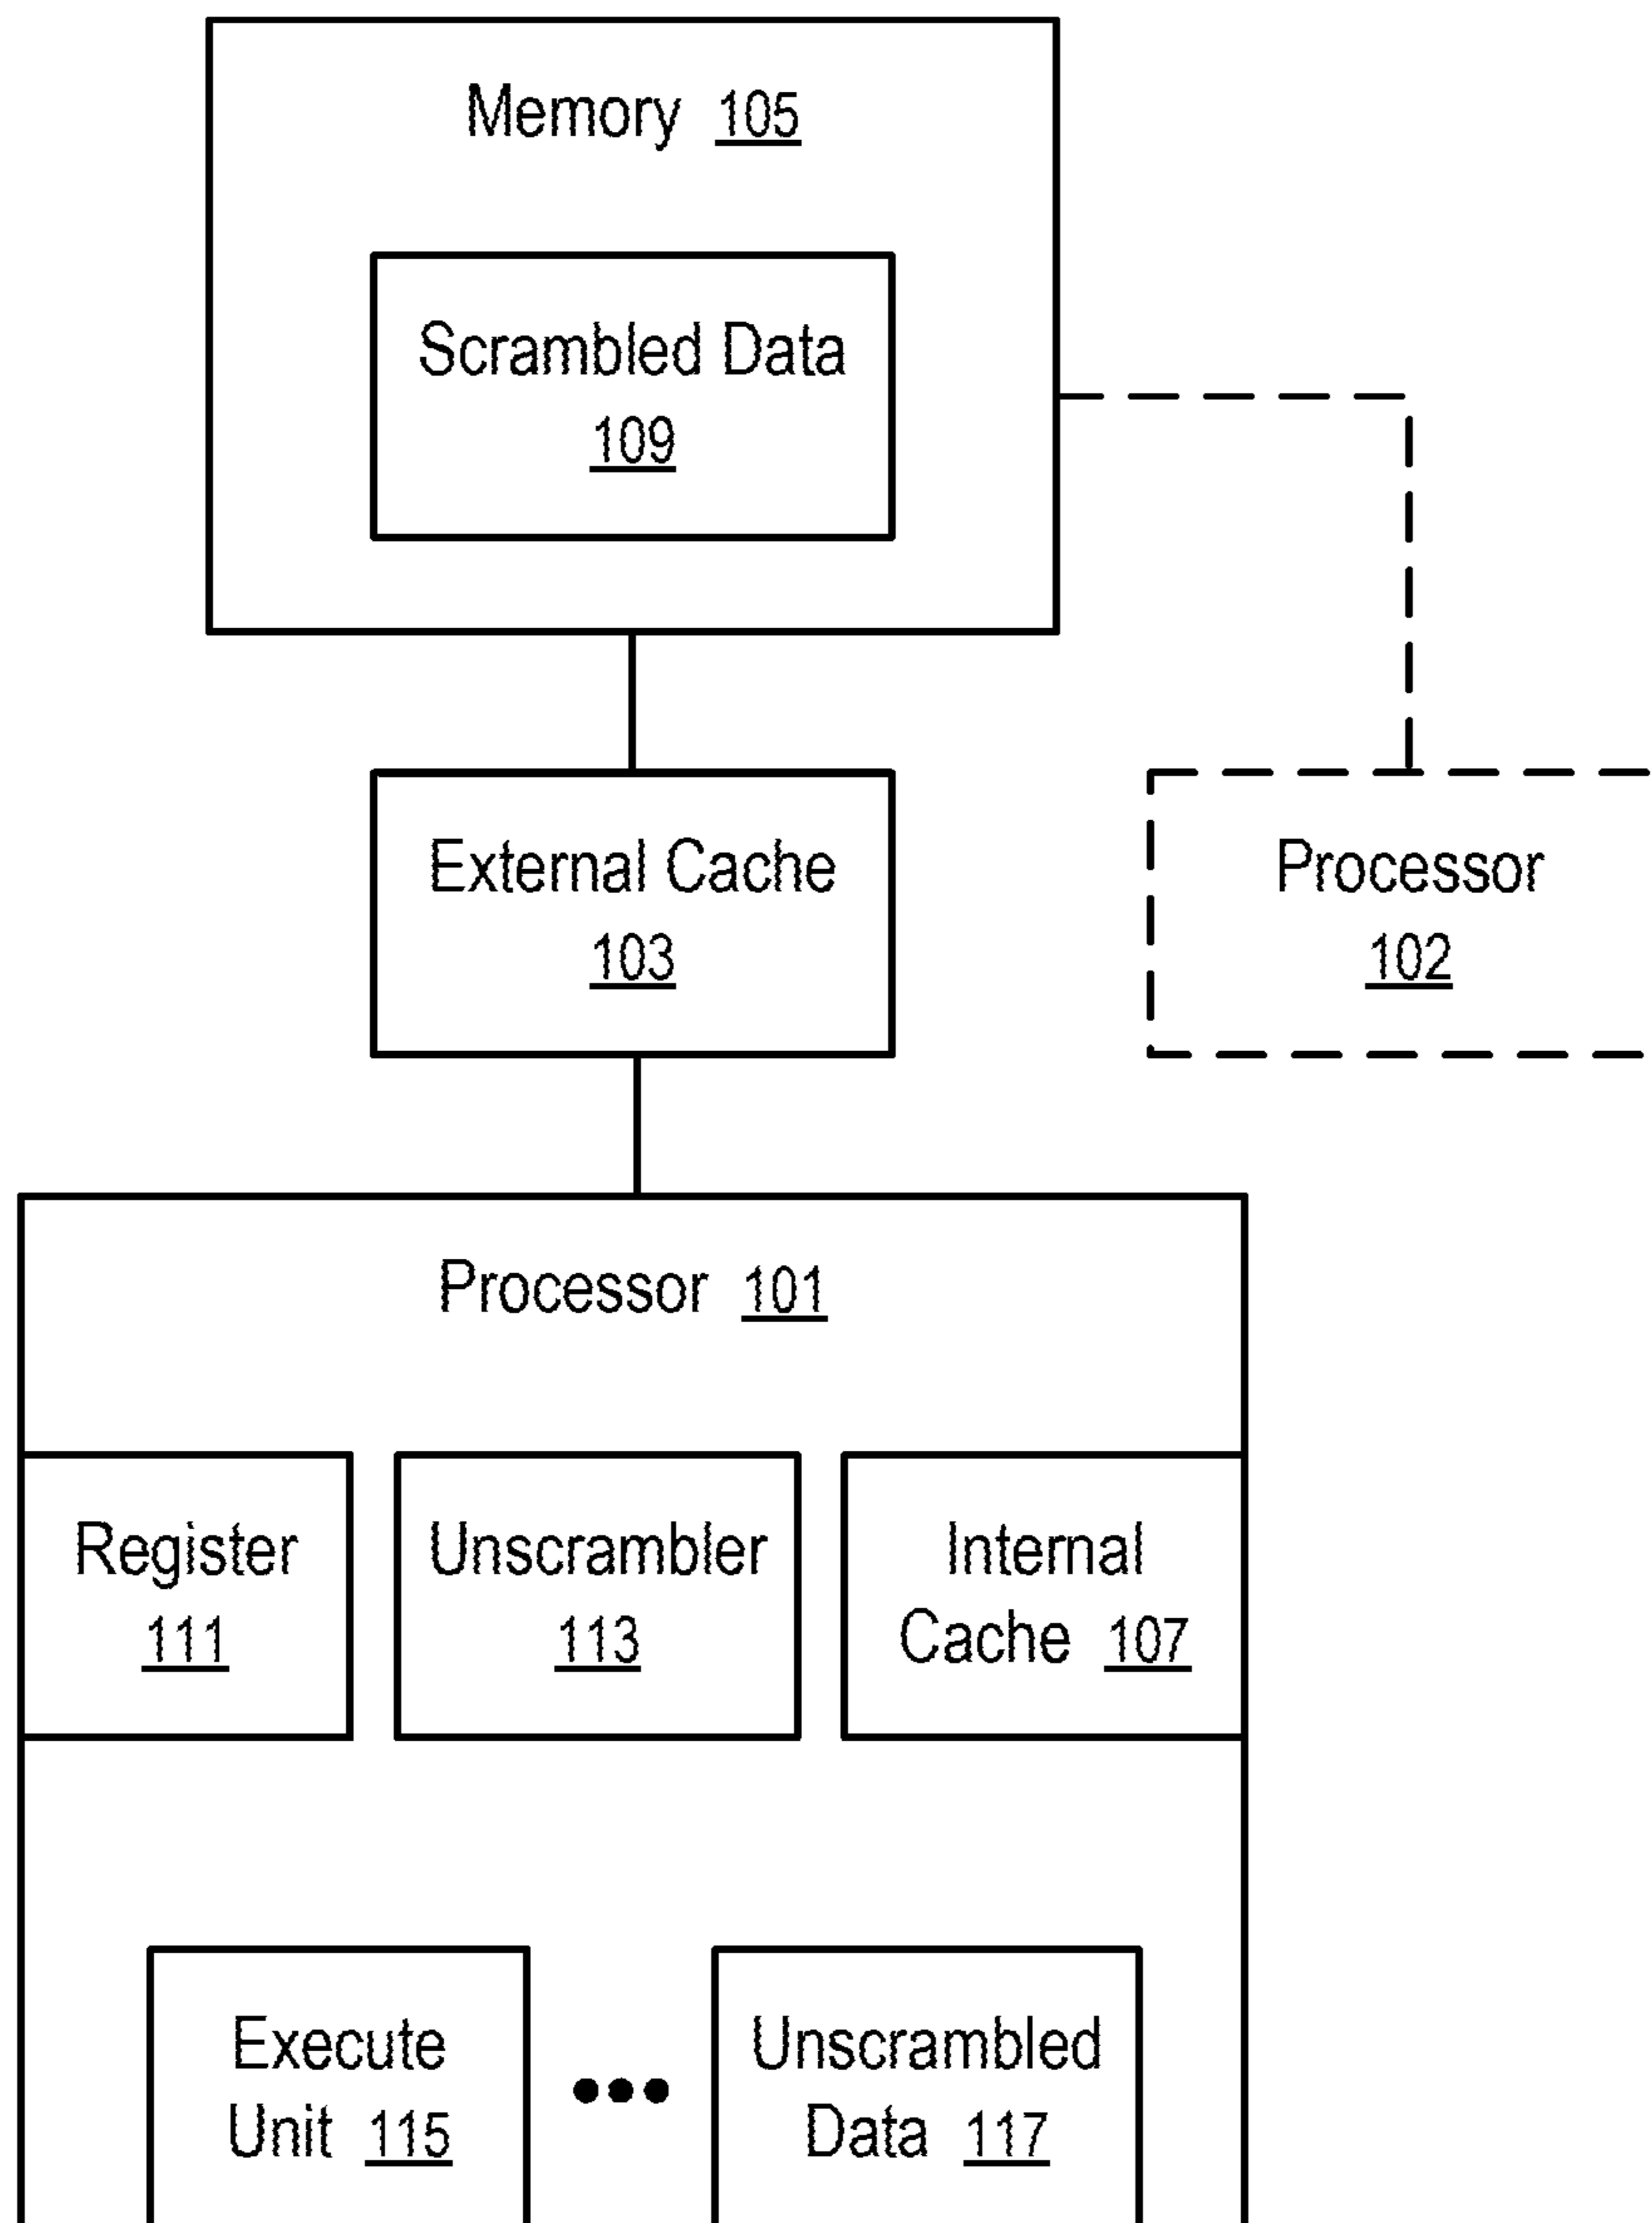 Memory 105
Scrambled Data
109
External Cache
103
Processor
102
Processor 101
Register
111
Unscrambler
113
Internal
Cache 107
Execute
Unit 115
Unscrambled
Data 117